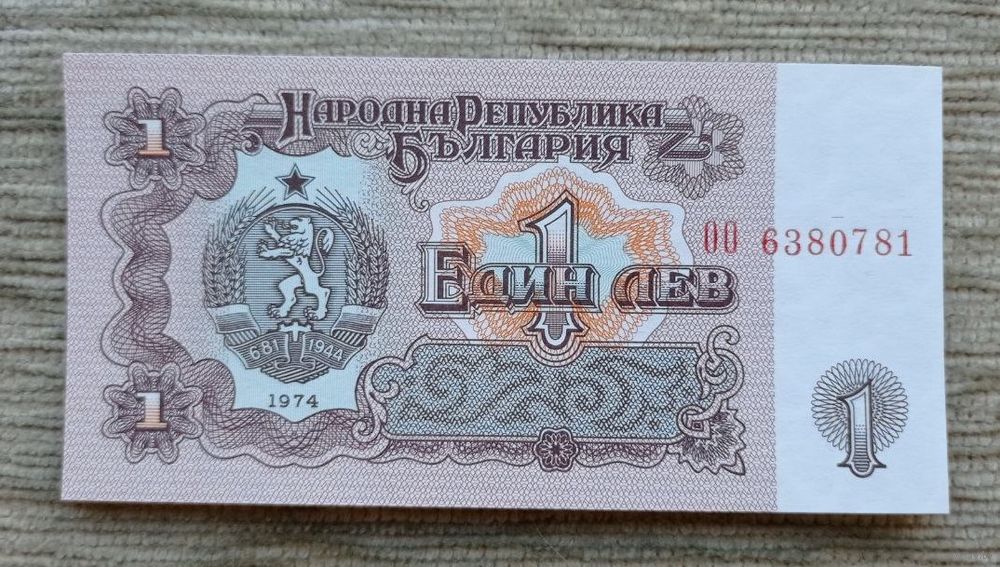 1
НАРОДНА РЕПУБЛИКА
БЪЛГАРИЯ
1
ЕДИН ЛЕВ
ОО 6380781
681 1944
1974
1
1